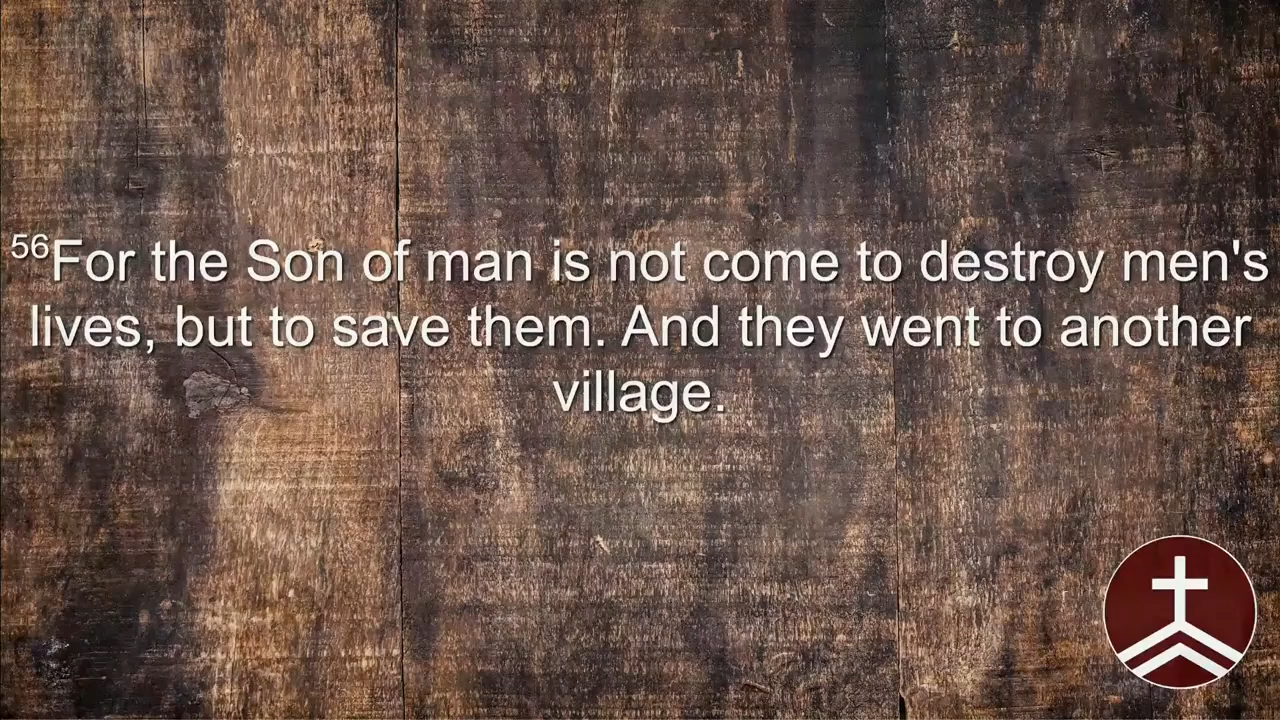 56For the Son of man is not come to destroy men's
lives, but to save them. And they went to another
village.